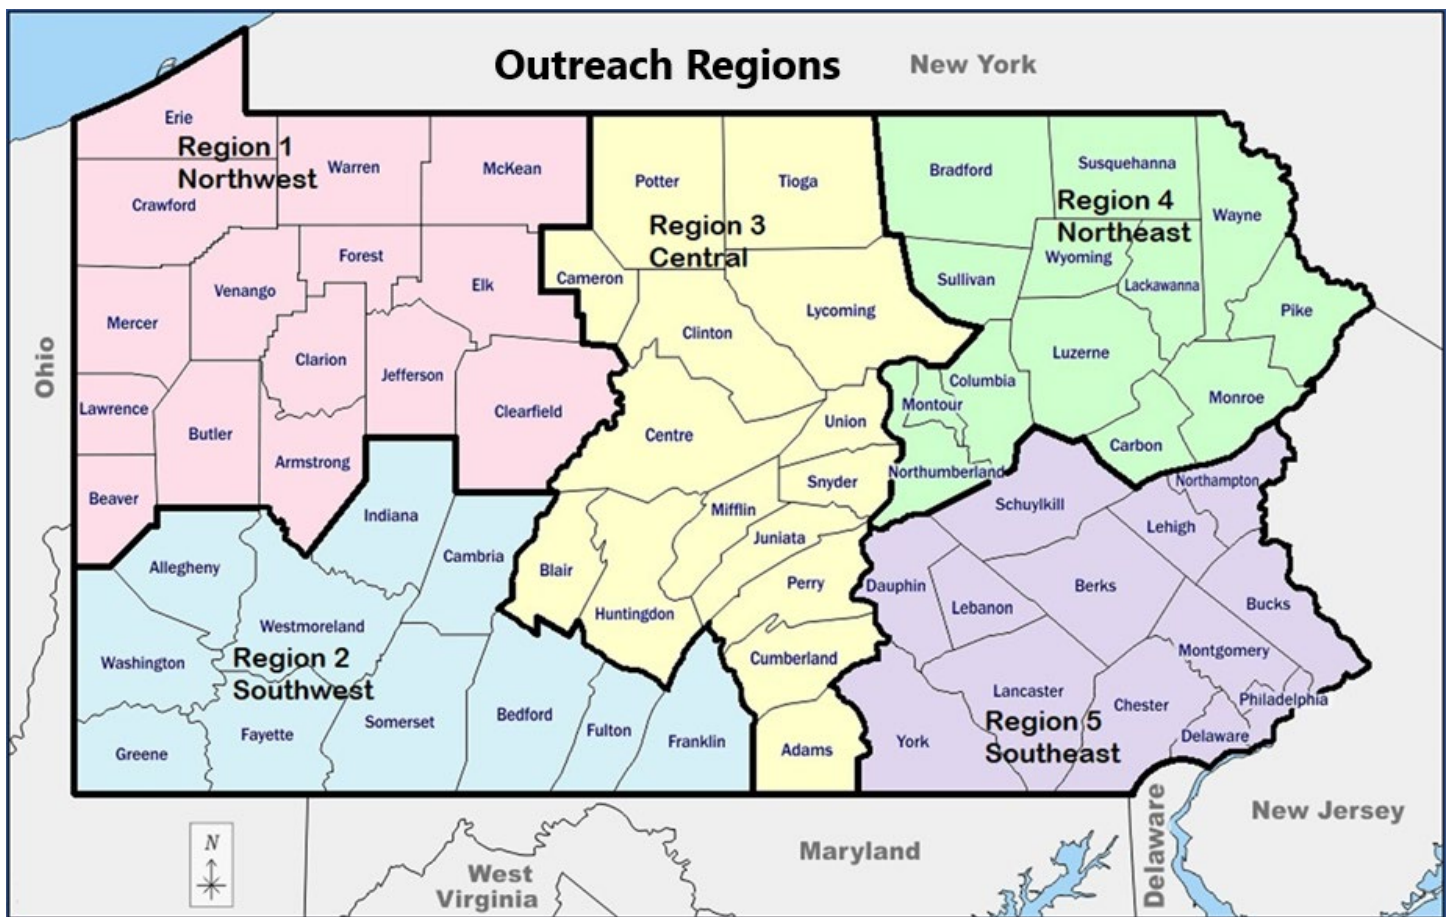 Outreach Regions
New York
Erie
Region 1
Northwest
Warren
McKean
Crawford
Forest
Venango
Elk
Mercer
Clarion
Jefferson
Lawrence
Butler
Clearfield
Armstrong
Beaver
Potter
Tioga
Region 3
Central
Cameron
Lycoming
Clinton
Centre
Union
Snyder
Mifflin
Juniata
Blair
Perry
Huntingdon
Cumberland
Adams
Bradford
Susquehanna
Region 4
Northeast
Wayne
Wyoming
Sullivan
Lackawanna
Pike
Luzerne
Columbia
Montour
Monroe
Carbon
Northumberland
Indiana
Cambria
Allegheny
Westmoreland
Washington
Region 2
Southwest
Somerset
Bedford
Fulton
Franklin
Fayette
Greene
Northampton
Schuylkill
Lehigh
Dauphin
Berks
Lebanon
Bucks
Montgomery
Lancaster
Philadelphia
Chester
Region 5
Southeast
York
Delaware
Ohio
N
West
Virginia
Maryland
Delaware
New Jersey